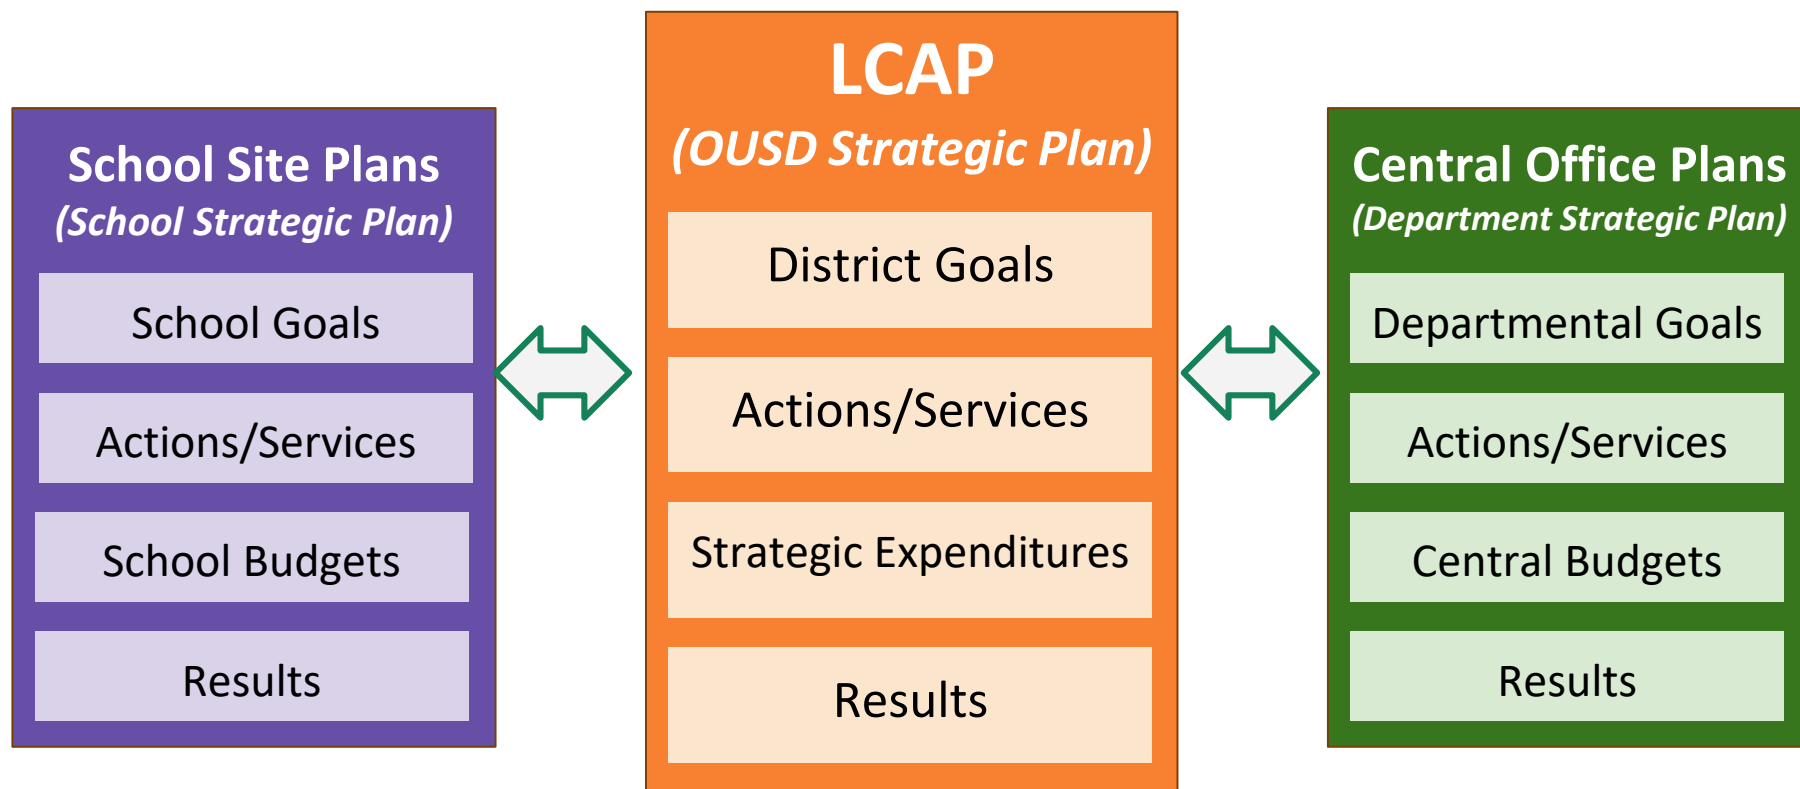 School Site Plans
(School Strategic Plan)
School Goals
Actions/Services
School Budgets
Results
LCAP
(OUSD Strategic Plan)
District Goals
Actions/Services
Strategic Expenditures
Results
Central Office Plans
(Department Strategic Plan)
Departmental Goals
Actions/Services
Central Budgets
Results